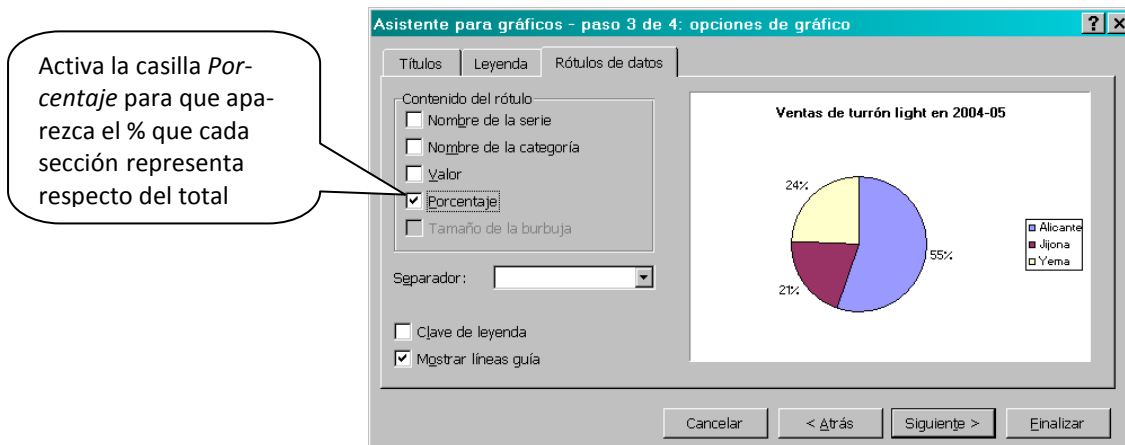 Activa la casilla Por-
centaje para que apa-
rezca el % que cada
sección representa
respecto del total
Asistente para gráficos - paso 3 de 4: opciones de gráfico
Títulos
Leyenda
Rótulos de datos
Contenido del rótulo
Nombre de la serie
Nombre de la categoría
Valor
Porcentaje
Tamaño de la burbuja
Separador:
Clave de leyenda
Mostrar líneas guía
Ventas de turrón light en 2004-05
24%
55%
21%
Alicante
Jijona
Yema
Cancelar
< Atrás
Siguiente >
Finalizar